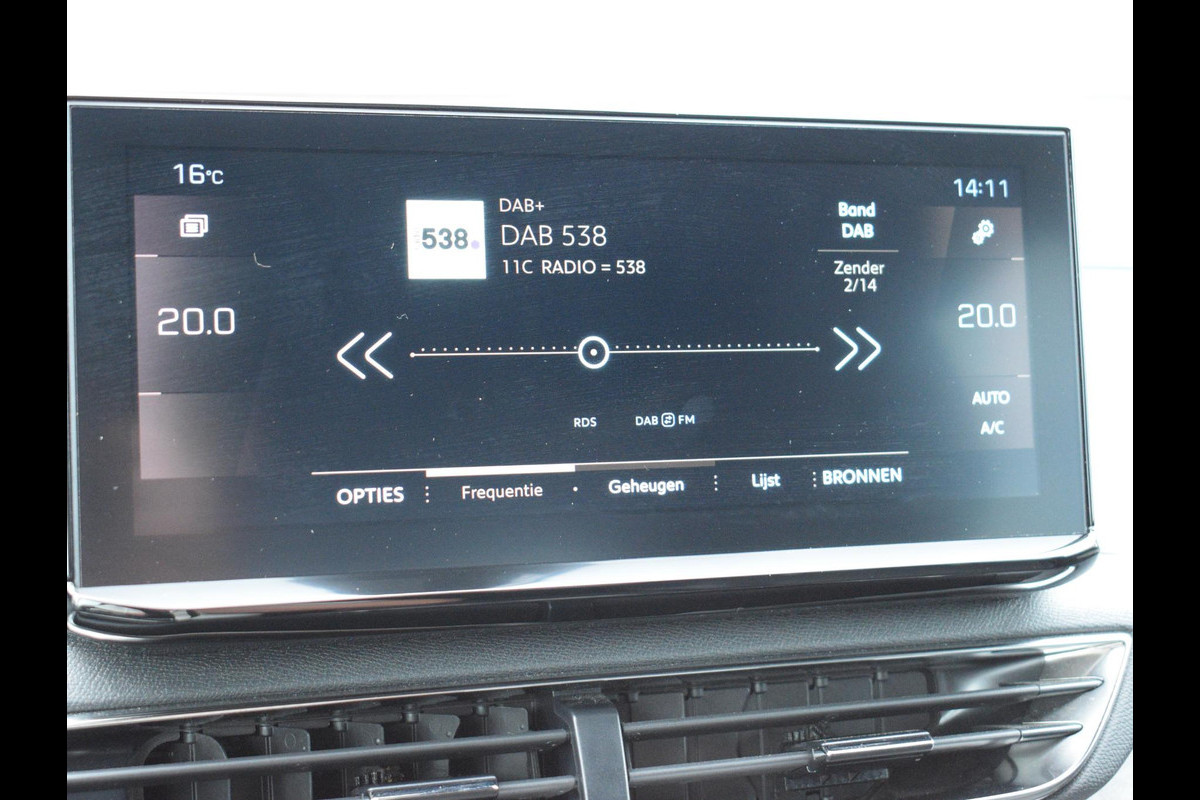 16°C
14:11
538
DAB+
DAB 538
11C RADIO = 538
Band
DAB
Zender
2/14
20.0
20.0
RDS
DAB FM
AUTO
A/C
OPTIES
Frequentie
Geheugen
Lijst
BRONNEN